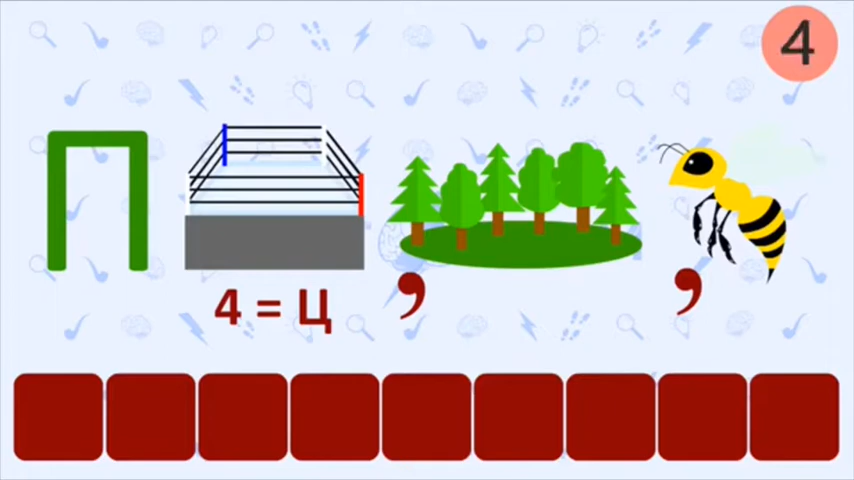 4
П
4 = Ц , ,